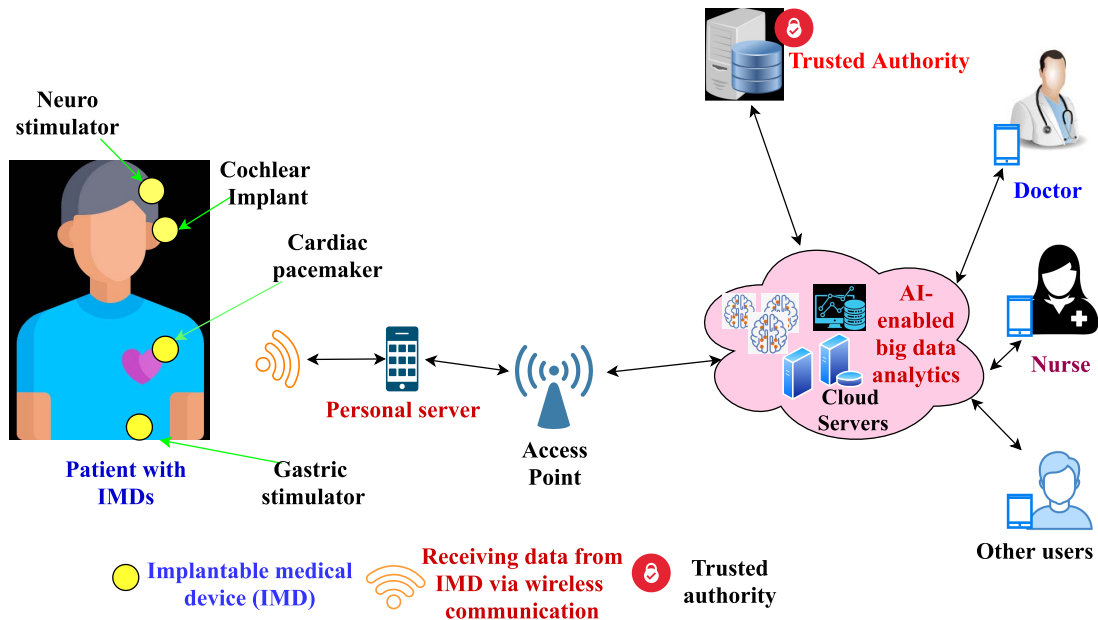 Trusted Authority
Neuro
stimulator
Cochlear
Implant
Cardiac
pacemaker
Doctor
AI-
enabled
big data
analytics
Cloud
Servers
Nurse
Personal server
Access
Point
Patient with
IMDs
Gastric
stimulator
Other users
Implantable medical
device (IMD)
Receiving data from
IMD via wireless
communication
Trusted
authority